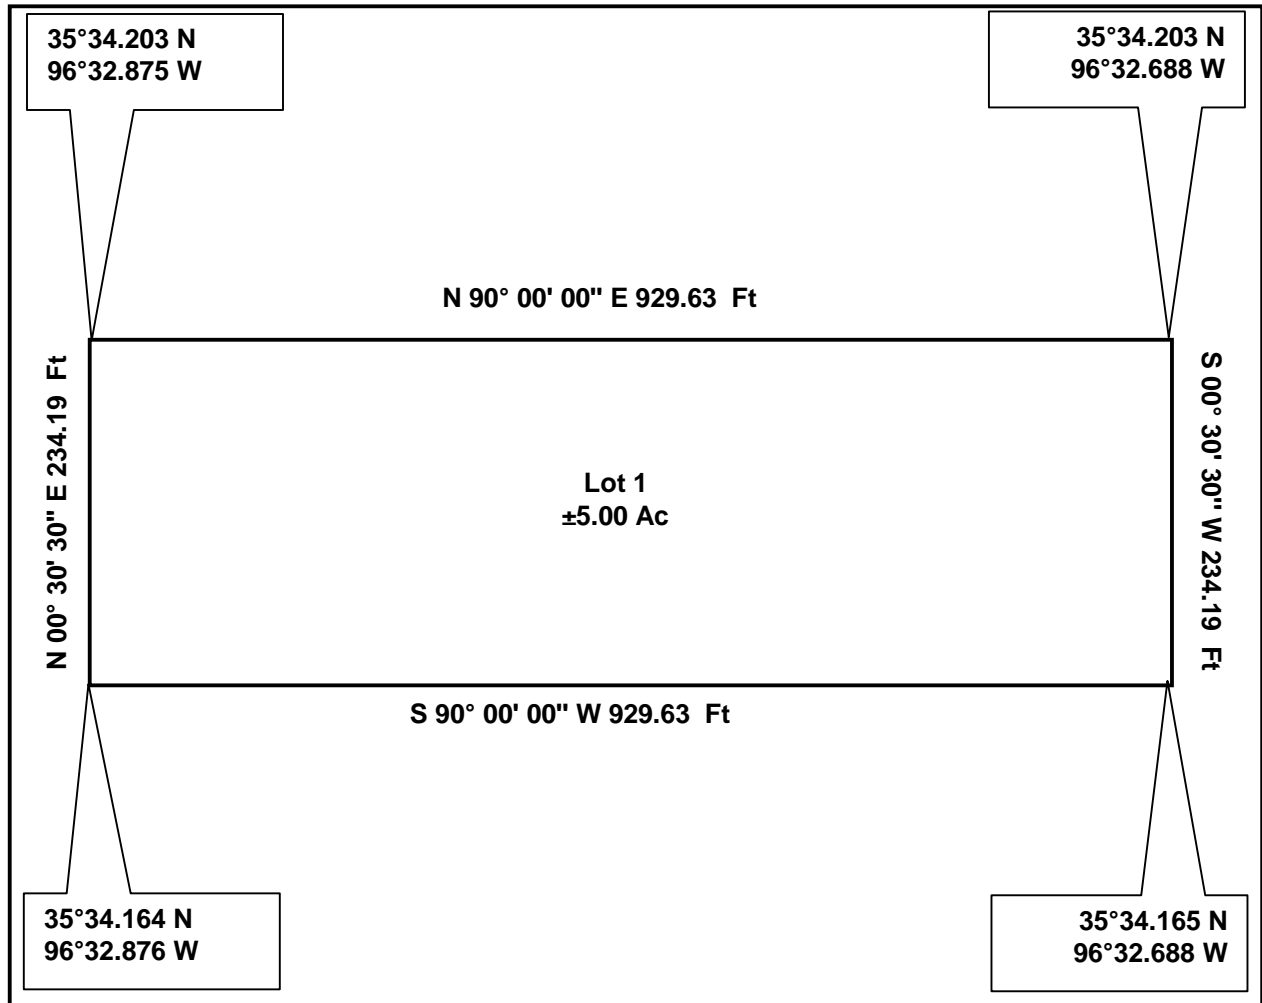 35°34.203 N
96°32.875 W
35°34.203 N
96°32.688 W
N 90° 00' 00" E 929.63  Ft
N 00° 30' 30" E 234.19  Ft
S 00° 30' 30" W 234.19  Ft
Lot 1
±5.00 Ac
S 90° 00' 00" W 929.63  Ft
35°34.164 N
96°32.876 W
35°34.165 N
96°32.688 W